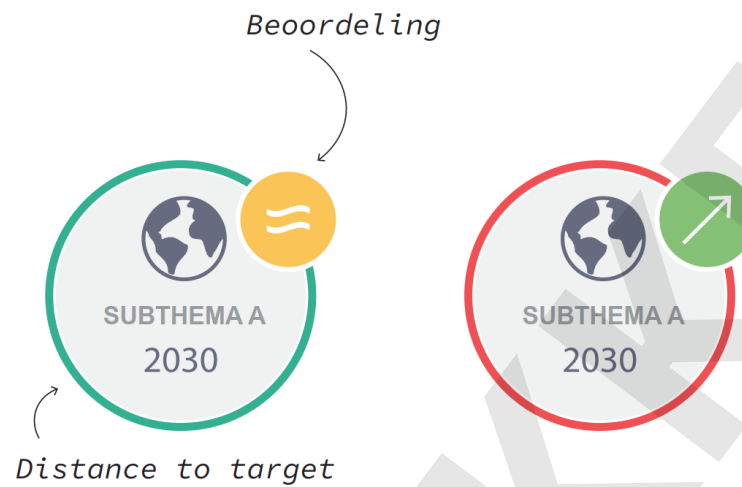 Beoordeling
SUBTHEMA A
2030
SUBTHEMA A
2030
Distance to target